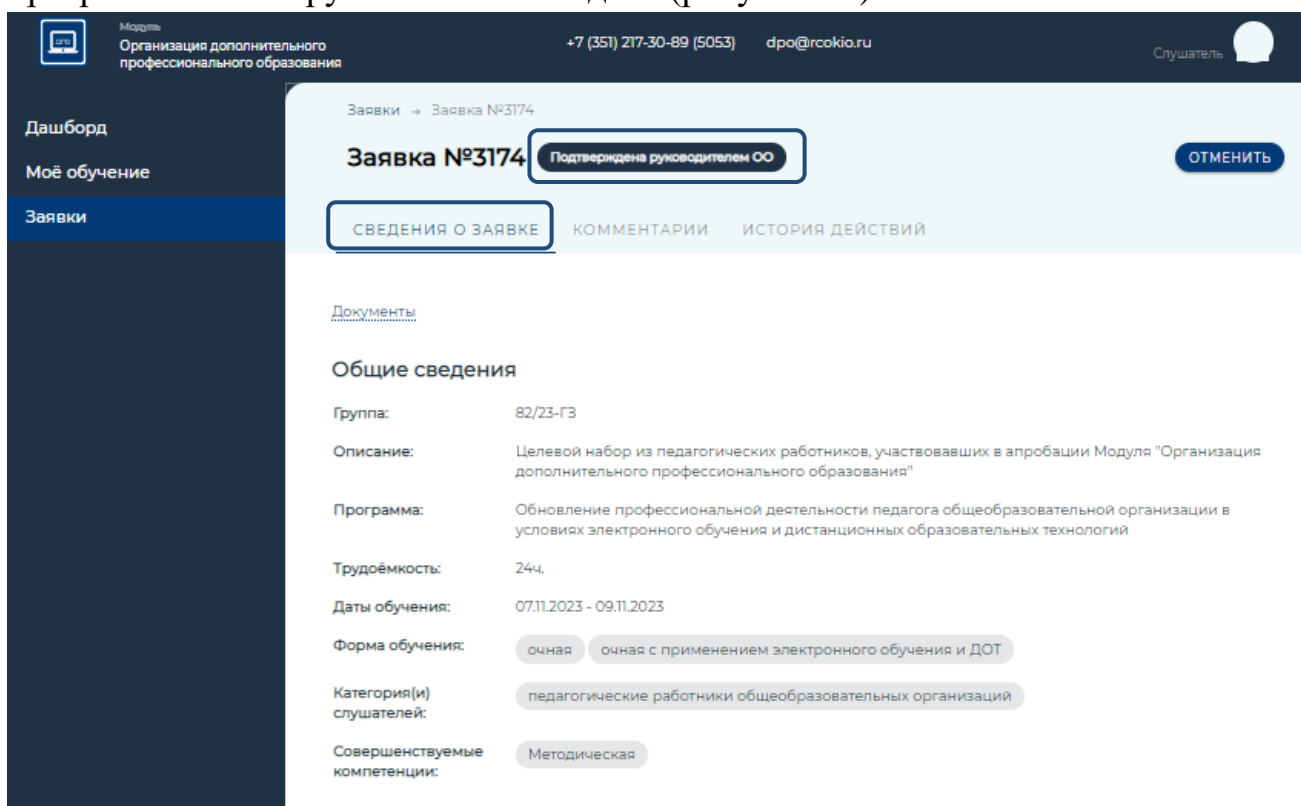 Модуль
Организация дополнительного
профессионального образования
+7 (351) 217-30-89 (5053) dpo@rcokio.ru
Слушатель
Дашборд
Моё обучение
Заявки
Заявки → Заявка №3174
Заявка №3174 Подтверждена руководителем ОО
ОТМЕНИТЬ
СВЕДЕНИЯ О ЗАЯВКЕ КОММЕНТАРИИ ИСТОРИЯ ДЕЙСТВИЙ
Документы
Общие сведения
Группа: 82/23-ГЗ
Описание: Целевой набор из педагогических работников, участвовавших в апробации Модуля "Организация
дополнительного профессионального образования"
Программа: Обновление профессиональной деятельности педагога общеобразовательной организации в
условиях электронного обучения и дистанционных образовательных технологий
Трудоёмкость: 24ч.
Даты обучения: 07.11.2023 - 09.11.2023
Форма обучения: очная очная с применением электронного обучения и ДОТ
Категория(и)
слушателей: педагогические работники общеобразовательных организаций
Совершенствуемые
компетенции: Методическая